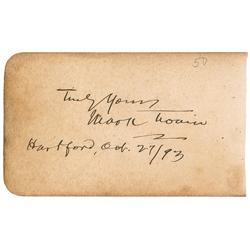 50
Truly Yours
Mark Twain
Hartford, Oct. 27/93